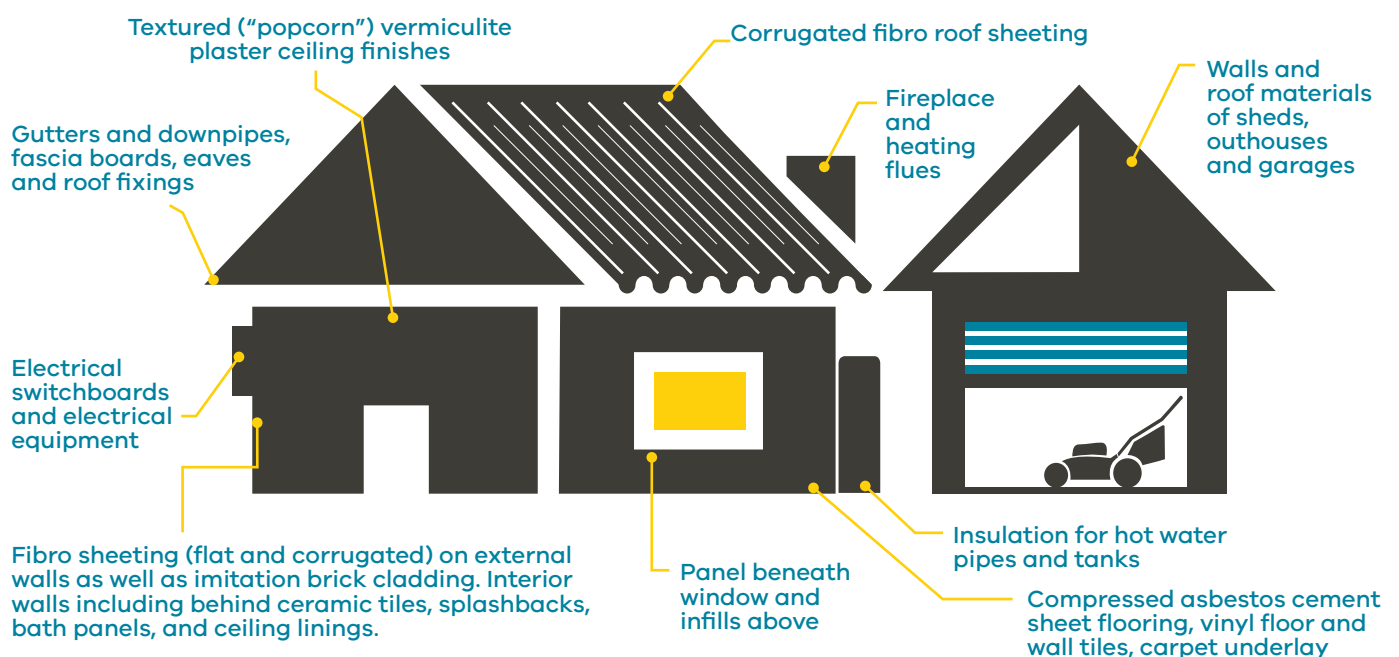 Textured (“popcorn”) vermiculite
plaster ceiling finishes
Corrugated fibro roof sheeting
Walls and
roof materials
of sheds,
outhouses
and garages
Fireplace
and
heating
flues
Gutters and downpipes,
fascia boards, eaves
and roof fixings
Electrical
switchboards
and electrical
equipment
Fibro sheeting (flat and corrugated) on external
walls as well as imitation brick cladding. Interior
walls including behind ceramic tiles, splashbacks,
bath panels, and ceiling linings.
Panel beneath
window and
infills above
Insulation for hot water
pipes and tanks
Compressed asbestos cement
sheet flooring, vinyl floor and
wall tiles, carpet underlay